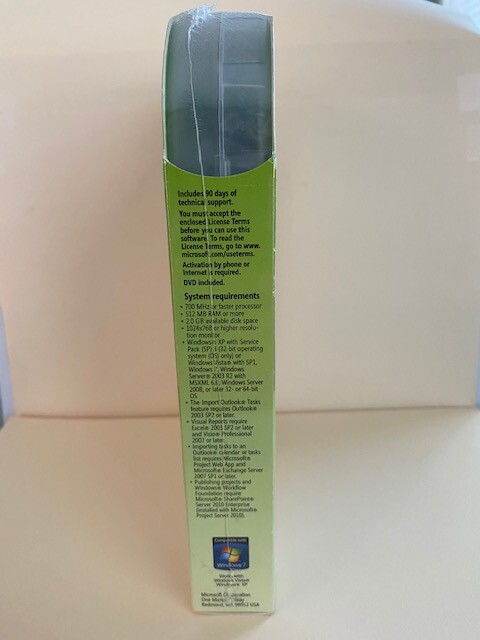 Includes 90 days of
technical support.
You must accept the
enclosed License Terms
before you can use this
software. To read the
License Terms, go to www.
microsoft.com/useterms.
Activation by phone or
Internet is required.
DVD included.
System requirements
• 700 MHz or faster processor
• 512 MB RAM or more
• 2.0 GB available disk space
• 1024x768 or higher resolu-
tion monitor
• Windows® XP with Service
Pack (SP) 3 (32-bit operating
system (OS) only) or
Windows Vista® with SP1,
Windows 7, Windows
Server® 2003 R2 with
MSXML 6.0, Windows Server
2008, or later 32- or 64-bit
OS
• The Import Outlook® Tasks
feature requires Outlook®
2003 SP2 or later.
• Visual Reports require
Excel® 2003 SP2 or later
and Visio® Professional
2007 or later.
• Importing tasks to an
Outlook® calendar or tasks
list requires Microsoft®
Project Web App and
Microsoft® Exchange Server
2007 SP1 or later.
• Publishing projects and
Windows® Workflow
Foundation require
Microsoft® SharePoint®
Server 2010 Enterprise
(installed with Microsoft®
Project Server 2010).
Compatible with
Windows 7
Works with
Windows Vista®
Windows® XP
Microsoft Corporation
One Microsoft Way
Redmond, WA 98052 USA